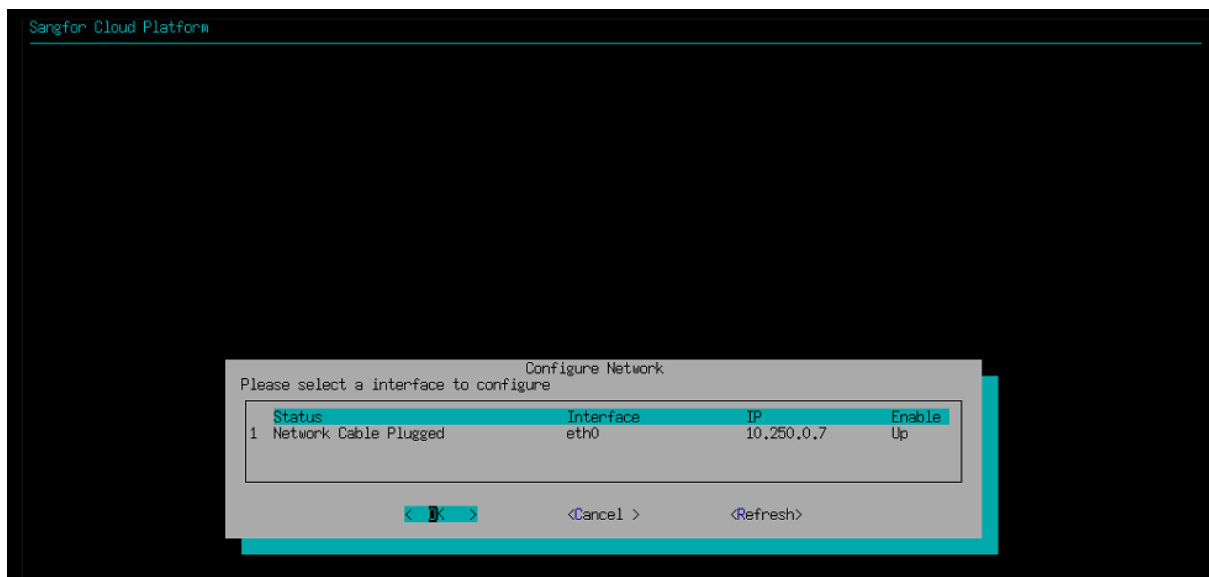 Sangfor Cloud Platform
Configure Network
Please select a interface to configure
Status Interface IP Enable
1 Network Cable Plugged eth0 10.250.0.7 Up
< OK > <Cancel > <Refresh>